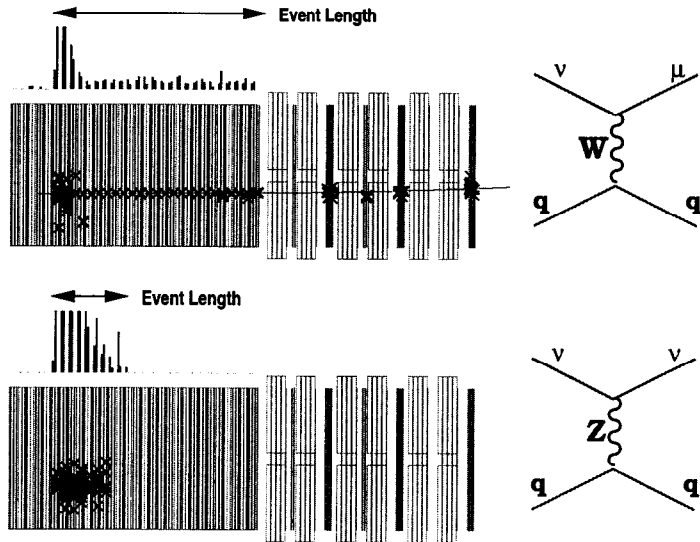 Event Length
ν μ
W
q q
Event Length
ν ν
Z
q q